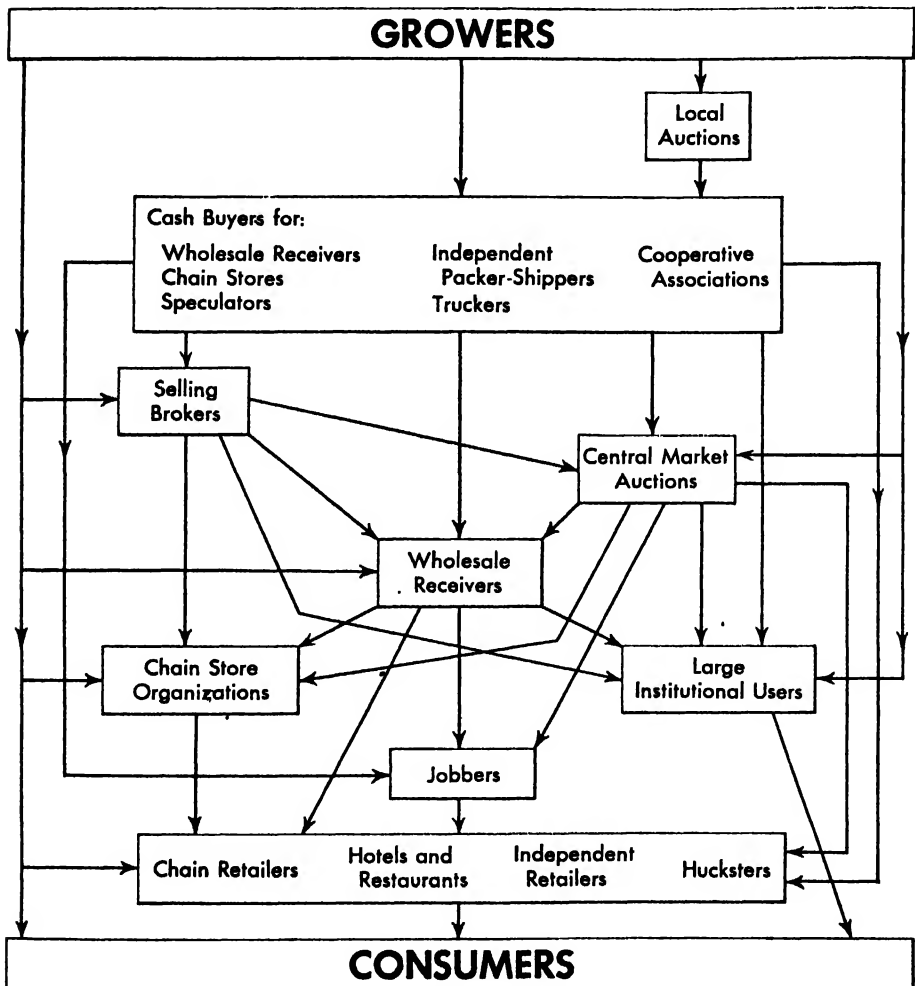 GROWERS
Local
Auctions
Cash Buyers for:
Wholesale Receivers
Chain Stores
Speculators
Independent
Packer-Shippers
Truckers
Cooperative
Associations
Selling
Brokers
Central Market
Auctions
Wholesale
Receivers
Chain Store
Organizations
Large
Institutional Users
Jobbers
Chain Retailers
Hotels and
Restaurants
Independent
Retailers
Hucksters
CONSUMERS